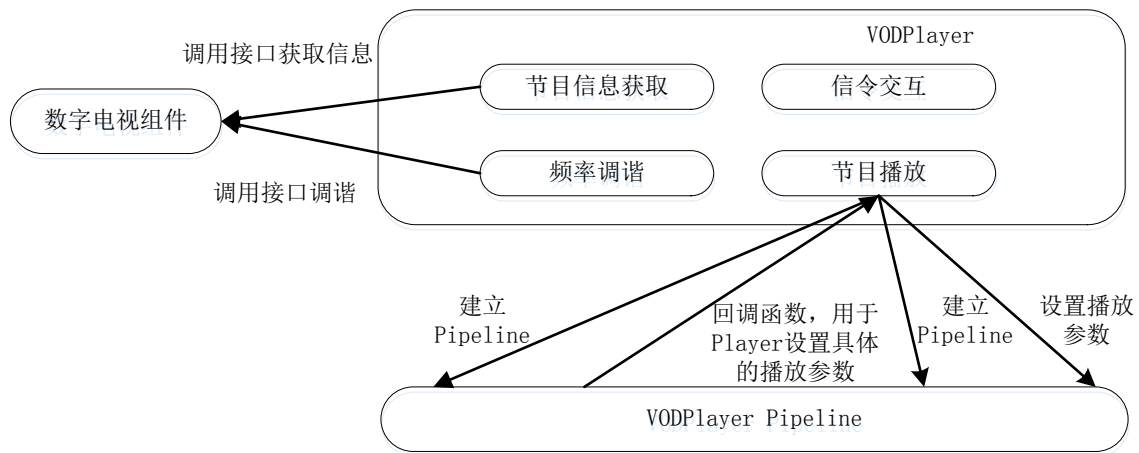 VODPlayer
调用接口获取信息
节目信息获取
信令交互
数字电视组件
频率调谐
节目播放
调用接口调谐
建立
Pipeline
回调函数，用于
Player设置具体
的播放参数
建立
Pipeline
设置播放
参数
VODPlayer Pipeline